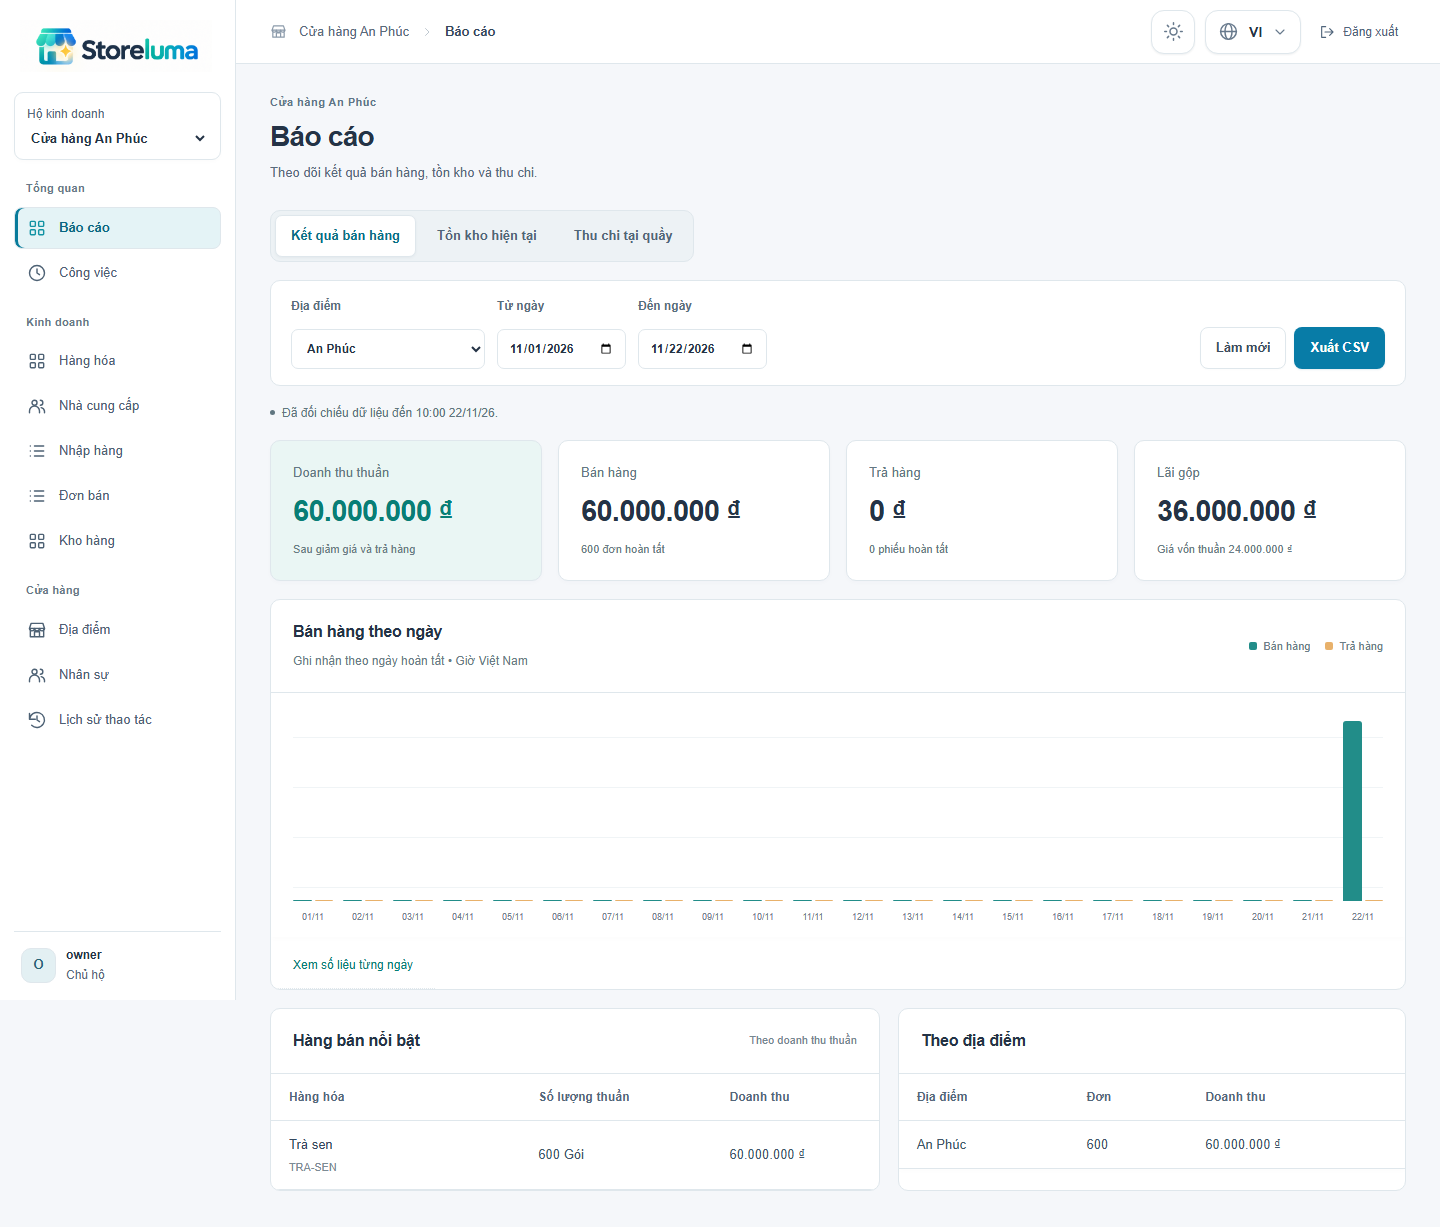 Storeluma
Hộ kinh doanh
Cửa hàng An Phúc
Tổng quan
Báo cáo
Công việc
Kinh doanh
Hàng hóa
Nhà cung cấp
Nhập hàng
Đơn bán
Kho hàng
Cửa hàng
Địa điểm
Nhân sự
Lịch sử thao tác
O
owner
Chủ hộ
Cửa hàng An Phúc
Báo cáo
VI
Đăng xuất
Cửa hàng An Phúc
Báo cáo
Theo dõi kết quả bán hàng, tồn kho và thu chi.
Kết quả bán hàng
Tồn kho hiện tại
Thu chi tại quầy
Địa điểm
Từ ngày
Đến ngày
An Phúc
11/01/2026
11/22/2026
Làm mới
Xuất CSV
Đã đối chiếu dữ liệu đến 10:00 22/11/26.
Doanh thu thuần
60.000.000 ₫
Sau giảm giá và trả hàng
Bán hàng
60.000.000 ₫
600 đơn hoàn tất
Trả hàng
0 ₫
0 phiếu hoàn tất
Lãi gộp
36.000.000 ₫
Giá vốn thuần 24.000.000 ₫
Bán hàng theo ngày
Ghi nhận theo ngày hoàn tất • Giờ Việt Nam
Bán hàng
Trả hàng
01/11 02/11 03/11 04/11 05/11 06/11 07/11 08/11 09/11 10/11 11/11 12/11 13/11 14/11 15/11 16/11 17/11 18/11 19/11 20/11 21/11 22/11
Xem số liệu từng ngày
Hàng bán nổi bật
Theo doanh thu thuần
Hàng hóa Số lượng thuần Doanh thu
Trà sen
TRA-SEN
600 Gói
60.000.000 ₫
Theo địa điểm
Địa điểm Đơn Doanh thu
An Phúc 600 60.000.000 ₫